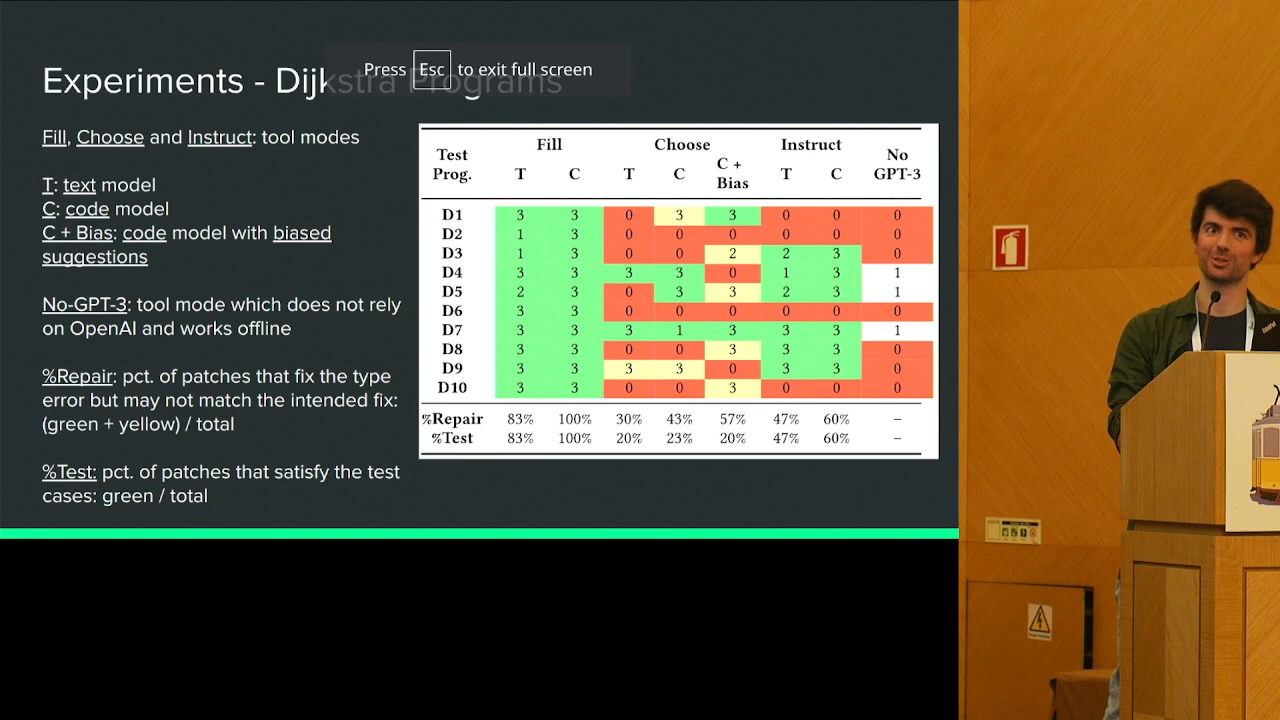 Press Esc to exit full screen
Experiments - Dijkstra Programs
Fill, Choose and Instruct: tool modes
T: text model
C: code model
C + Bias: code model with biased
suggestions
No-GPT-3: tool mode which does not rely
on OpenAI and works offline
%Repair: pct. of patches that fix the type
error but may not match the intended fix:
(green + yellow) / total
%Test: pct. of patches that satisfy the test
cases: green / total
Test Prog. Fill Choose Instruct No GPT-3
T C T C C + Bias T C
D1 3 3 0 3 3 0 0 0
D2 1 3 0 0 0 0 0 0
D3 1 3 0 0 2 2 3 0
D4 3 3 3 3 0 1 3 1
D5 2 3 0 3 3 2 3 1
D6 3 3 0 0 0 0 0 0
D7 3 3 3 1 3 3 3 1
D8 3 3 0 0 3 3 3 0
D9 3 3 3 3 0 3 3 0
D10 3 3 0 0 3 0 0 0
%Repair 83% 100% 30% 43% 57% 47% 60% –
%Test 83% 100% 20% 23% 20% 47% 60% –